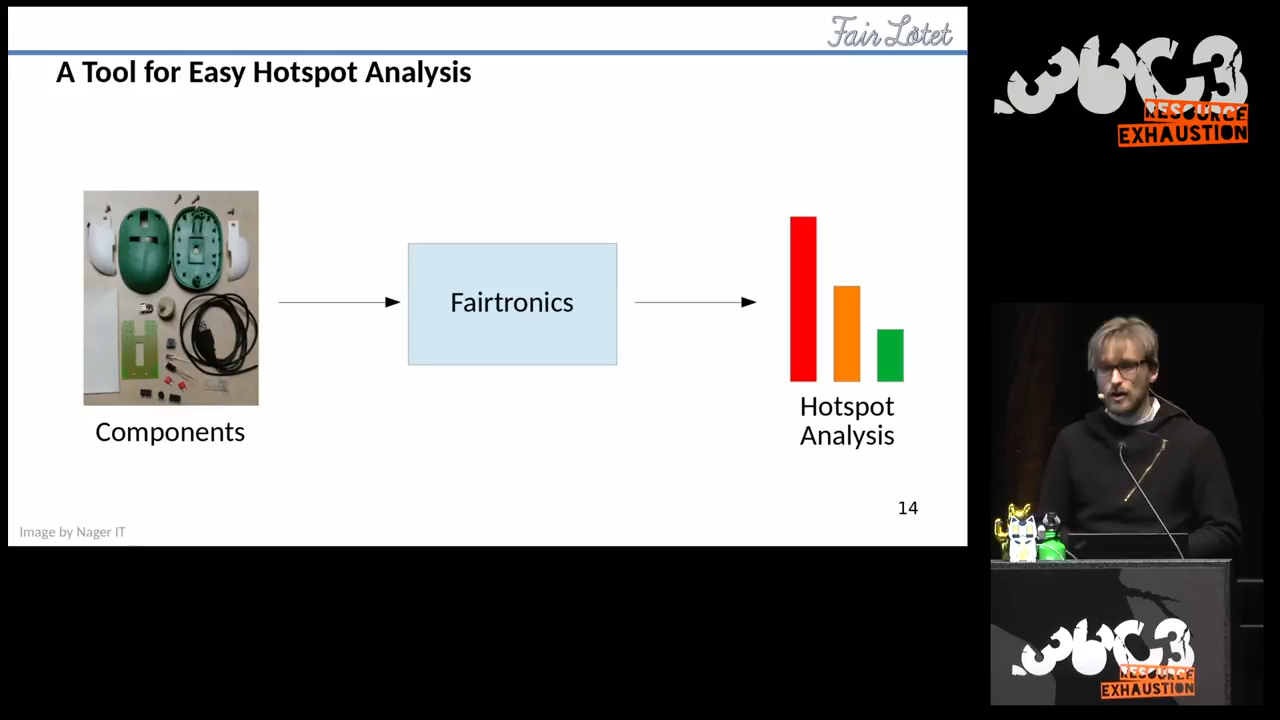 Fair Lötet
A Tool for Easy Hotspot Analysis
Components
Fairtronics
Hotspot
Analysis
14
Image by Nager IT
36C3
RESOURCE
EXHAUSTION
36C3
RESOURCE
EXHAUSTION